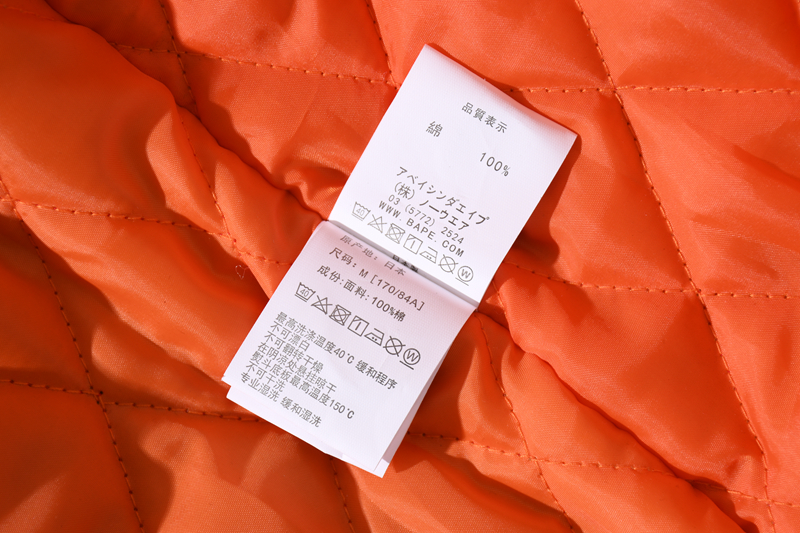 品質表示
綿
100%
アベイシンダエイプ
(株) ノーウエア
03 (5772) 2524
WWW.BAPE.COM
原产地: 日本
尺码: M [170/84A]
成份:面料: 100%棉
40
最高洗涤温度40℃ 缓和程序
不可漂白
不可翻转干燥
在阴凉处悬挂晾干
熨斗底板最高温度150℃
不可干洗
专业湿洗 缓和湿洗